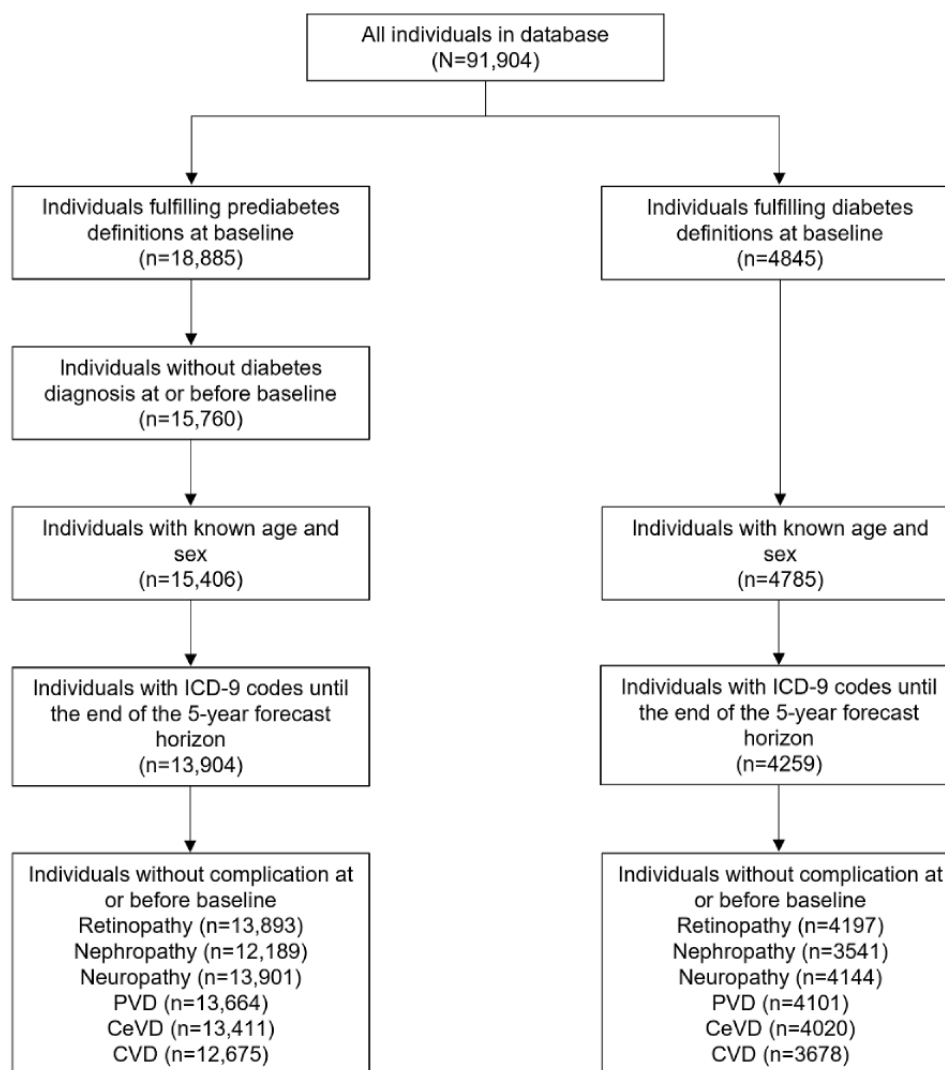 All individuals in database
(N=91,904)
Individuals fulfilling prediabetes
definitions at baseline
(n=18,885)
Individuals without diabetes
diagnosis at or before baseline
(n=15,760)
Individuals with known age and
sex
(n=15,406)
Individuals with ICD-9 codes until
the end of the 5-year forecast
horizon
(n=13,904)
Individuals without complication at
or before baseline
Retinopathy (n=13,893)
Nephropathy (n=12,189)
Neuropathy (n=13,901)
PVD (n=13,664)
CeVD (n=13,411)
CVD (n=12,675)
Individuals fulfilling diabetes
definitions at baseline
(n=4845)
Individuals with known age and
sex
(n=4785)
Individuals with ICD-9 codes until
the end of the 5-year forecast
horizon
(n=4259)
Individuals without complication at
or before baseline
Retinopathy (n=4197)
Nephropathy (n=3541)
Neuropathy (n=4144)
PVD (n=4101)
CeVD (n=4020)
CVD (n=3678)